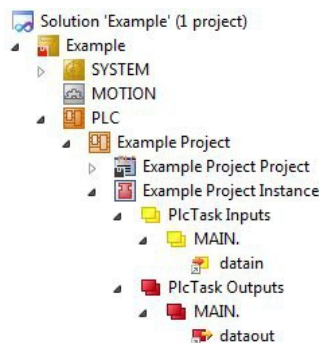 Solution 'Example' (1 project)
Example
SYSTEM
MOTION
PLC
Example Project
Example Project Project
Example Project Instance
PlcTask Inputs
MAIN.
datain
PlcTask Outputs
MAIN.
dataout